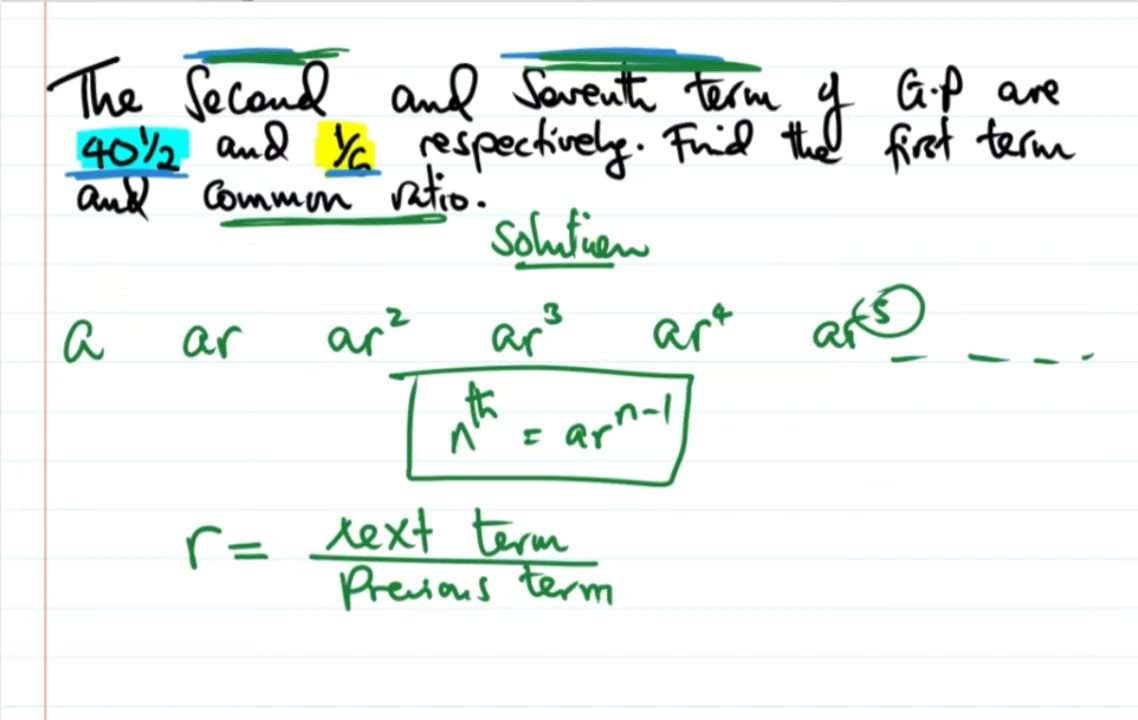 The Second and Seventh term of G.P are
40½ and 1/6 respectively. Find the first term
and common ratio.
Solution
a ar ar² ar³ ar⁴ ar⁵ _ _ _ .
nᵗʰ = arⁿ⁻¹
r = next term
Previous term